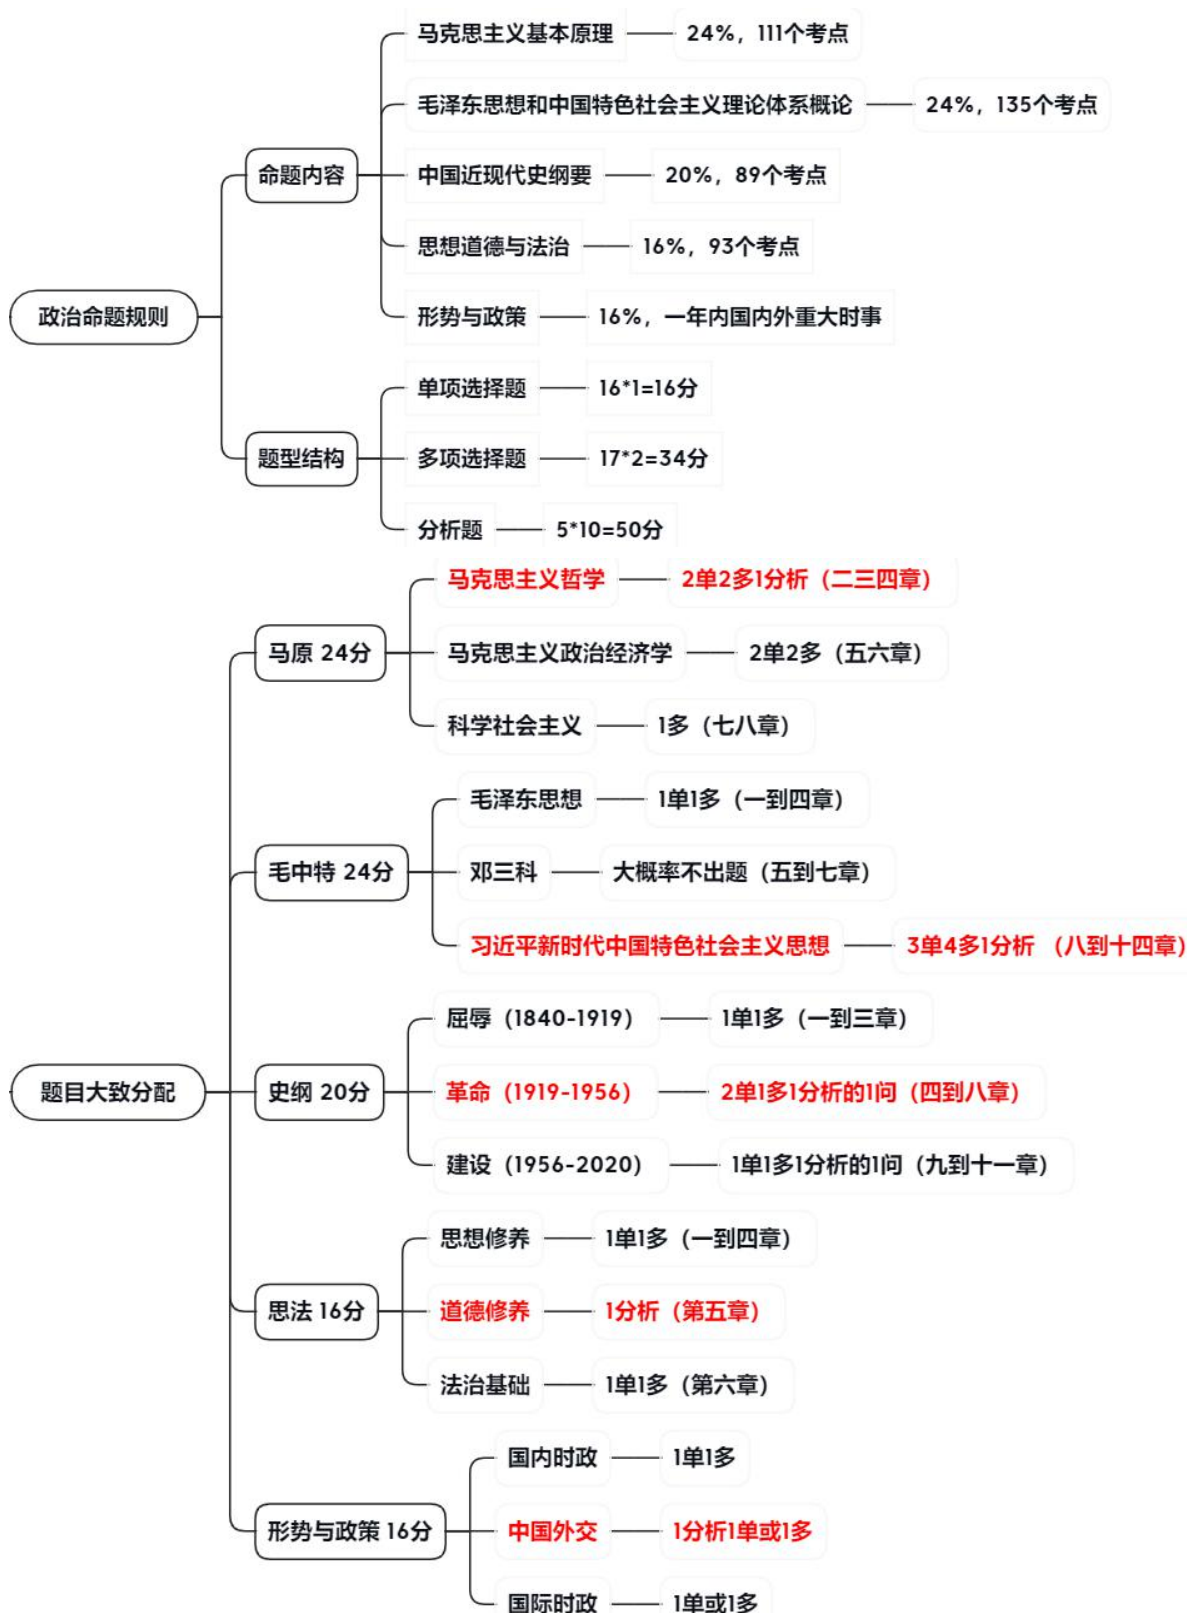 政治命题规则
命题内容
马克思主义基本原理
24%，111个考点
毛泽东思想和中国特色社会主义理论体系概论
24%，135个考点
中国近现代史纲要
20%，89个考点
思想道德与法治
16%，93个考点
形势与政策
16%，一年内国内外重大时事
题型结构
单项选择题
16*1=16分
多项选择题
17*2=34分
分析题
5*10=50分
题目大致分配
马原 24分
马克思主义哲学
2单2多1分析（二三四章）
马克思主义政治经济学
2单2多（五六章）
科学社会主义
1多（七八章）
毛中特 24分
毛泽东思想
1单1多（一到四章）
邓三科
大概率不出题（五到七章）
习近平新时代中国特色社会主义思想
3单4多1分析 （八到十四章）
史纲 20分
屈辱（1840-1919）
1单1多（一到三章）
革命（1919-1956）
2单1多1分析的1问（四到八章）
建设（1956-2020）
1单1多1分析的1问（九到十一章）
思法 16分
思想修养
1单1多（一到四章）
道德修养
1分析（第五章）
法治基础
1单1多（第六章）
形势与政策 16分
国内时政
1单1多
中国外交
1分析1单或1多
国际时政
1单或1多